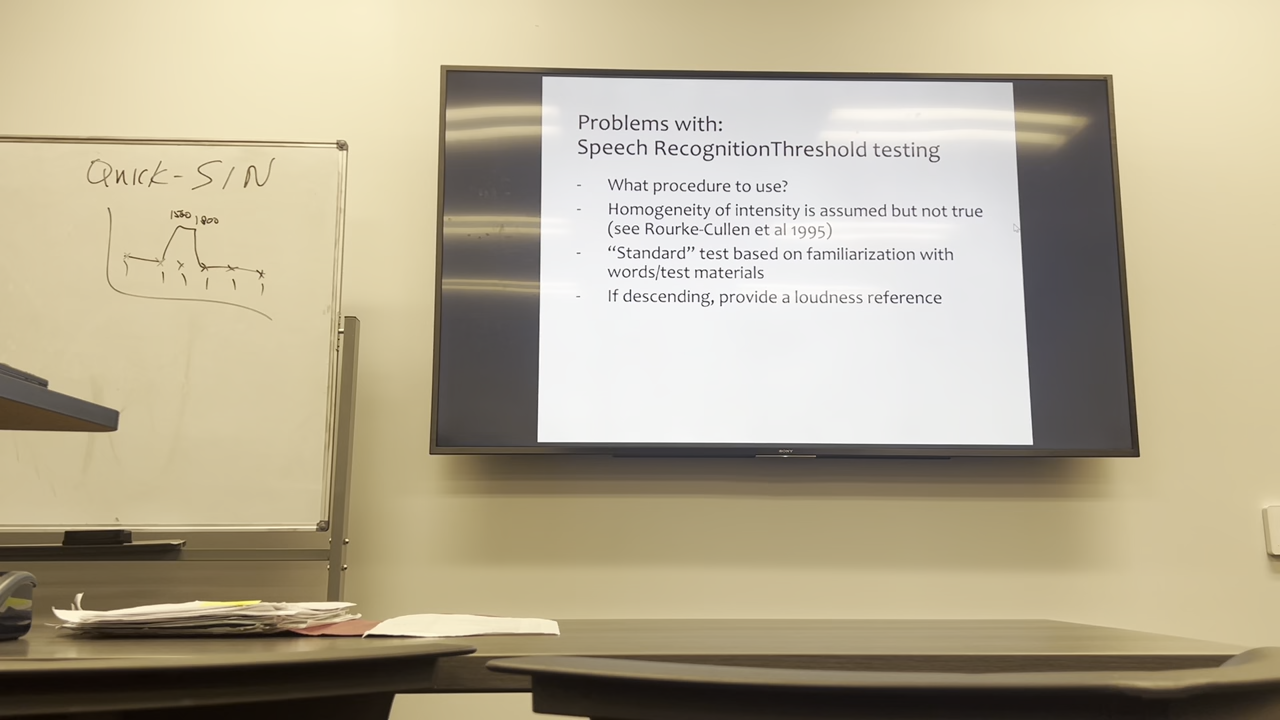 Quick-SIN
1500 1800
Problems with:
Speech RecognitionThreshold testing
- What procedure to use?
- Homogeneity of intensity is assumed but not true
(see Rourke-Cullen et al 1995)
- “Standard” test based on familiarization with
words/test materials
- If descending, provide a loudness reference
SONY